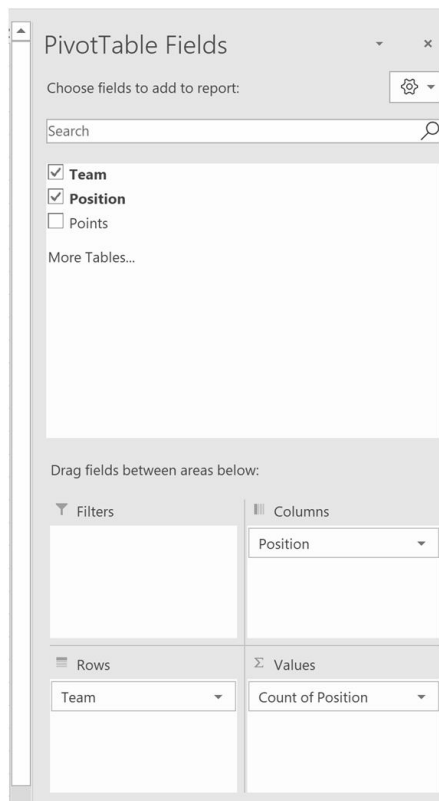 PivotTable Fields
Choose fields to add to report:
Search
Team
Position
Points
More Tables...
Drag fields between areas below:
Filters
Columns
Position
Rows
Σ Values
Team
Count of Position